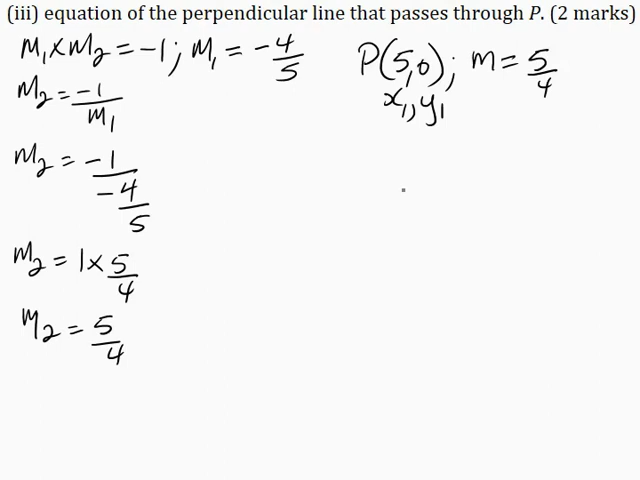 (iii) equation of the perpendicular line that passes through P. (2 marks)
m₁ × m₂ = −1 ; m₁ = −4/5
m₂ = −1/m₁
m₂ = −1/(−4/5)
m₂ = 1 × 5/4
m₂ = 5/4
P(5,0) ; m = 5/4
x₁, y₁